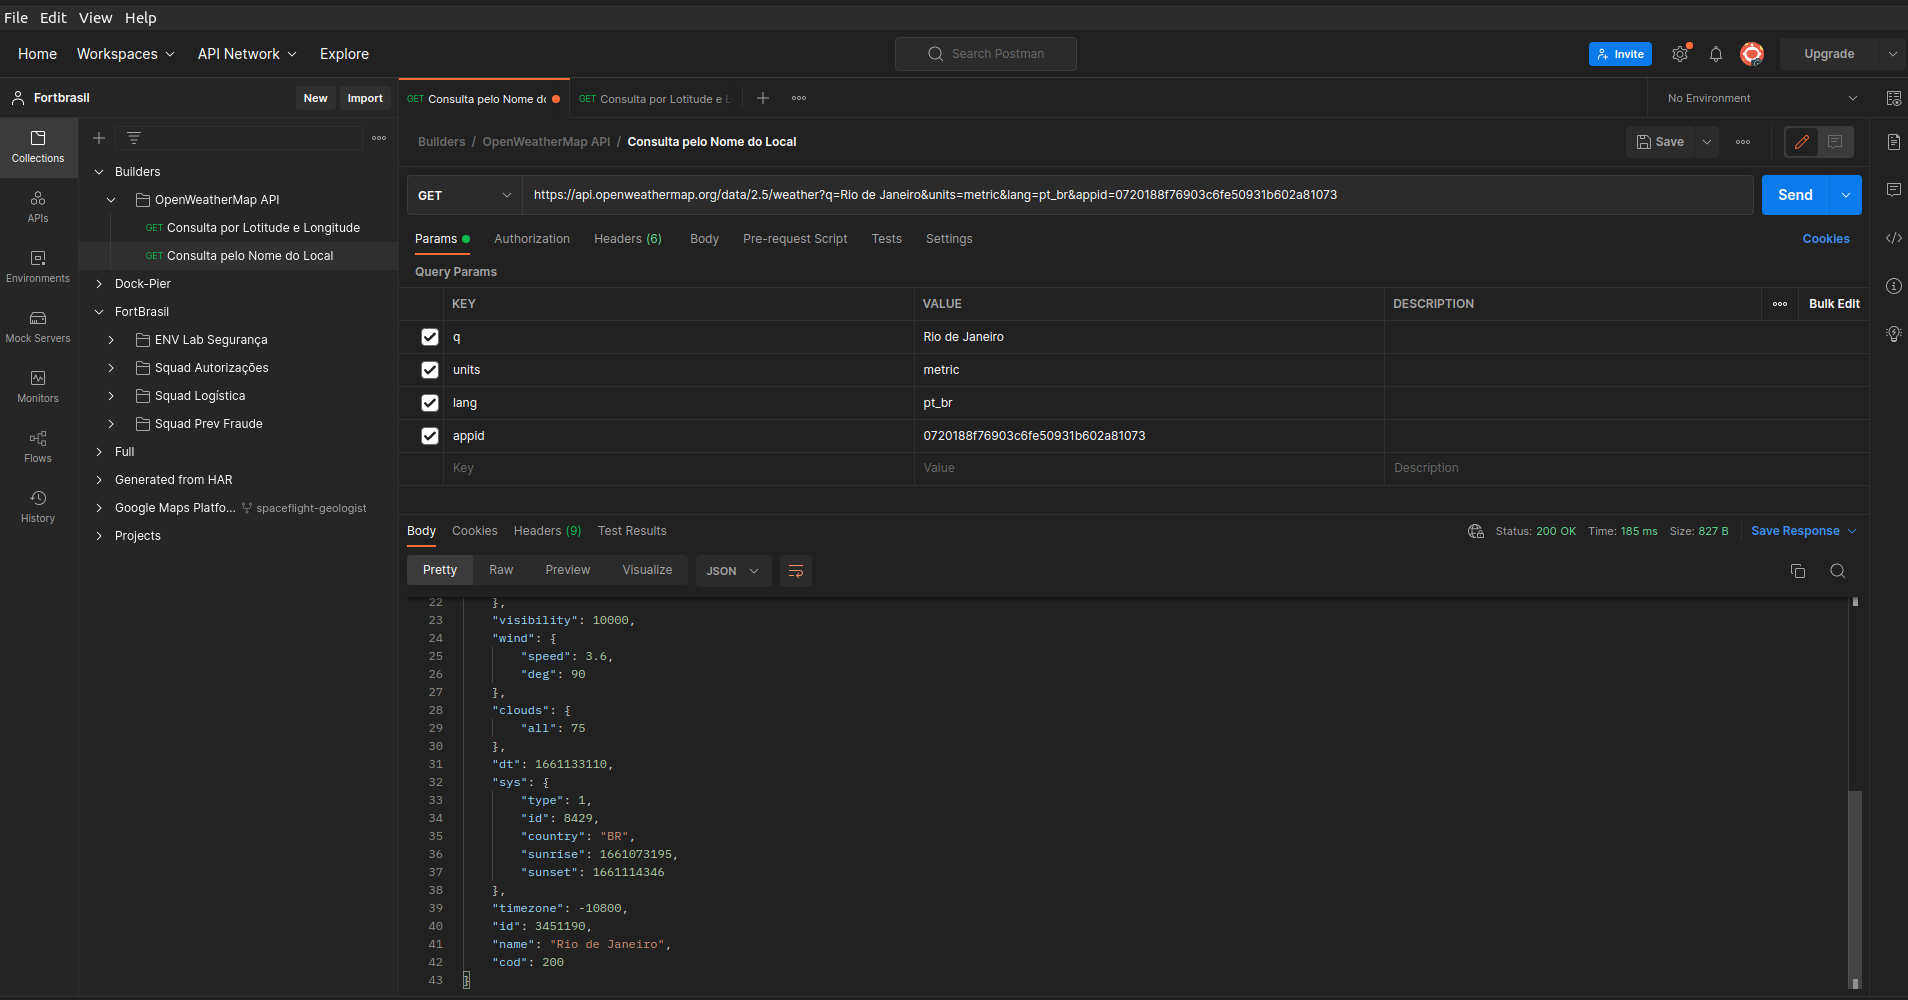 File Edit View Help
Home Workspaces API Network Explore Search Postman Invite Upgrade
Fortbrasil New Import GET Consulta pelo Nome do GET Consulta por Lotitude e L No Environment
Collections
APIs
Environments
Mock Servers
Monitors
Flows
History
Builders
OpenWeatherMap API
GET Consulta por Lotitude e Longitude
GET Consulta pelo Nome do Local
Dock-Pier
FortBrasil
ENV Lab Segurança
Squad Autorizações
Squad Logística
Squad Prev Fraude
Full
Generated from HAR
Google Maps Platfo... spaceflight-geologist
Projects
Builders / OpenWeatherMap API / Consulta pelo Nome do Local Save
GET https://api.openweathermap.org/data/2.5/weather?q=Rio de Janeiro&units=metric&lang=pt_br&appid=0720188f76903c6fe50931b602a81073 Send
Params Authorization Headers (6) Body Pre-request Script Tests Settings Cookies
Query Params
KEY VALUE DESCRIPTION Bulk Edit
q Rio de Janeiro
units metric
lang pt_br
appid 0720188f76903c6fe50931b602a81073
Key Value Description
Body Cookies Headers (9) Test Results Status: 200 OK Time: 185 ms Size: 827 B Save Response
Pretty Raw Preview Visualize JSON
22 },
23 "visibility": 10000,
24 "wind": {
25 "speed": 3.6,
26 "deg": 90
27 },
28 "clouds": {
29 "all": 75
30 },
31 "dt": 1661133110,
32 "sys": {
33 "type": 1,
34 "id": 8429,
35 "country": "BR",
36 "sunrise": 1661073195,
37 "sunset": 1661114346
38 },
39 "timezone": -10800,
40 "id": 3451190,
41 "name": "Rio de Janeiro",
42 "cod": 200
43 }